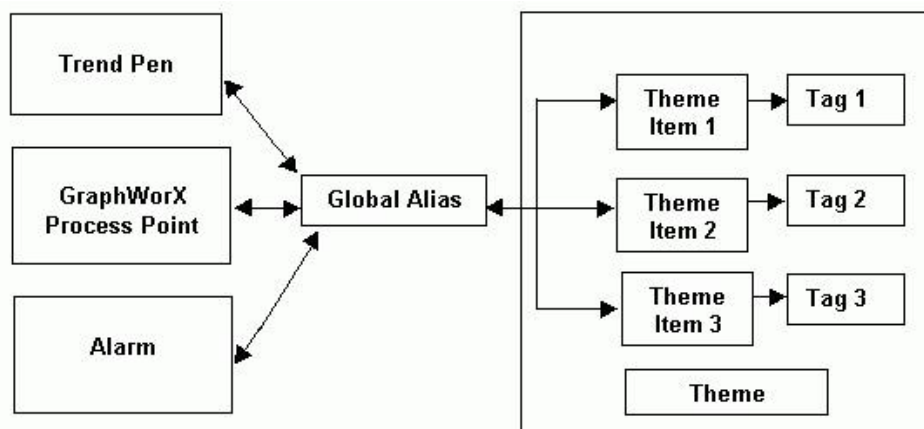 Trend Pen
GraphWorX
Process Point
Alarm
Global Alias
Theme
Item 1
Tag 1
Theme
Item 2
Tag 2
Theme
Item 3
Tag 3
Theme